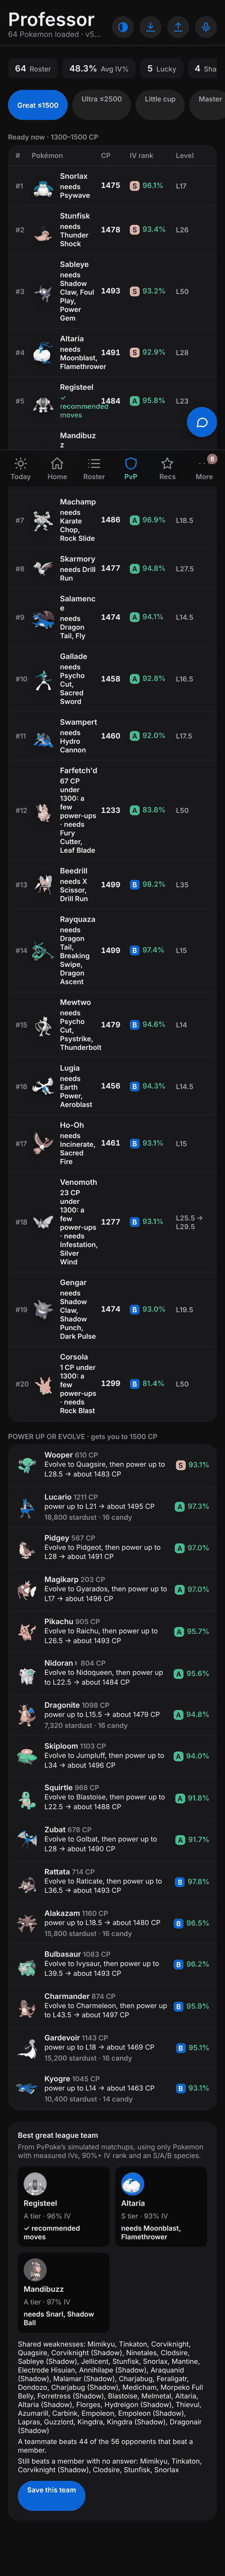 Professor
64 Pokemon loaded · v5...
64 Roster
48.3% Avg IV%
5 Lucky
4 Sha
Great ≤1500
Ultra ≤2500
Little cup
Master
Ready now · 1300–1500 CP
# Pokémon CP IV rank Level
#1 Snorlax needs Psywave 1475 S 96.1% L17
#2 Stunfisk needs Thunder Shock 1478 S 93.4% L26
#3 Sableye needs Shadow Claw, Foul Play, Power Gem 1493 S 93.2% L50
#4 Altaria needs Moonblast, Flamethrower 1491 S 92.9% L28
#5 Registeel ✓ recommended moves 1484 A 95.8% L23
Mandibuz
z
Today
Home
Roster
PvP
Recs
More
6
#7 Machamp needs Karate Chop, Rock Slide 1486 A 96.9% L18.5
#8 Skarmory needs Drill Run 1477 A 94.8% L27.5
#9 Salamence needs Dragon Tail, Fly 1474 A 94.1% L14.5
#10 Gallade needs Psycho Cut, Sacred Sword 1458 A 92.8% L16.5
#11 Swampert needs Hydro Cannon 1460 A 92.0% L17.5
#12 Farfetch'd 67 CP under 1300: a few power-ups · needs Fury Cutter, Leaf Blade 1233 A 83.8% L50
#13 Beedrill needs X Scissor, Drill Run 1499 B 98.2% L35
#14 Rayquaza needs Dragon Tail, Breaking Swipe, Dragon Ascent 1499 B 97.4% L15
#15 Mewtwo needs Psycho Cut, Psystrike, Thunderbolt 1479 B 94.6% L14
#16 Lugia needs Earth Power, Aeroblast 1456 B 94.3% L14.5
#17 Ho-Oh needs Incinerate, Sacred Fire 1461 B 93.1% L15
#18 Venomoth 23 CP under 1300: a few power-ups · needs Infestation, Silver Wind 1277 B 93.1% L25.5 → L29.5
#19 Gengar needs Shadow Claw, Shadow Punch, Dark Pulse 1474 B 93.0% L19.5
#20 Corsola 1 CP under 1300: a few power-ups · needs Rock Blast 1299 B 81.4% L50
POWER UP OR EVOLVE · gets you to 1500 CP
Wooper 610 CP
Evolve to Quagsire, then power up to
L28.5 → about 1483 CP
S 93.1%
Lucario 1211 CP
power up to L21 → about 1495 CP
18,800 stardust · 16 candy
A 97.3%
Pidgey 567 CP
Evolve to Pidgeot, then power up to
L28 → about 1491 CP
A 97.0%
Magikarp 203 CP
Evolve to Gyarados, then power up to
L17 → about 1496 CP
A 97.0%
Pikachu 905 CP
Evolve to Raichu, then power up to
L26.5 → about 1493 CP
A 95.7%
Nidoran♀ 804 CP
Evolve to Nidoqueen, then power up
to L22.5 → about 1484 CP
A 95.6%
Dragonite 1098 CP
power up to L15.5 → about 1479 CP
7,320 stardust · 16 candy
A 94.8%
Skiploom 1103 CP
Evolve to Jumpluff, then power up to
L34 → about 1496 CP
A 94.0%
Squirtle 968 CP
Evolve to Blastoise, then power up to
L22.5 → about 1488 CP
A 91.8%
Zubat 678 CP
Evolve to Golbat, then power up to
L28 → about 1490 CP
A 91.7%
Rattata 714 CP
Evolve to Raticate, then power up to
L36.5 → about 1493 CP
B 97.8%
Alakazam 1160 CP
power up to L18.5 → about 1480 CP
15,800 stardust · 16 candy
B 96.5%
Bulbasaur 1083 CP
Evolve to Ivysaur, then power up to
L39.5 → about 1493 CP
B 96.2%
Charmander 874 CP
Evolve to Charmeleon, then power up
to L43.5 → about 1497 CP
B 95.9%
Gardevoir 1143 CP
power up to L18 → about 1469 CP
15,200 stardust · 16 candy
B 95.1%
Kyogre 1045 CP
power up to L14 → about 1463 CP
10,400 stardust · 14 candy
B 93.1%
Best great league team
From PvPoke's simulated matchups, using only Pokemon
with measured IVs, 90%+ IV rank and an S/A/B species.
Registeel
A tier · 96% IV
✓ recommended
moves
Altaria
S tier · 93% IV
needs Moonblast,
Flamethrower
Mandibuzz
A tier · 97% IV
needs Snarl, Shadow
Ball
Shared weaknesses: Mimikyu, Tinkaton, Corviknight,
Quagsire, Corviknight (Shadow), Ninetales, Clodsire,
Sableye (Shadow), Jellicent, Stunfisk, Snorlax, Mantine,
Electrode Hisuian, Annihilape (Shadow), Araquanid
(Shadow), Malamar (Shadow), Charjabug, Feraligatr,
Dondozo, Charjabug (Shadow), Medicham, Morpeko Full
Belly, Forretress (Shadow), Blastoise, Melmetal, Altaria,
Altaria (Shadow), Florges, Hydreigon (Shadow), Thievul,
Azumarill, Carbink, Empoleon, Empoleon (Shadow),
Lapras, Guzzlord, Kingdra, Kingdra (Shadow), Dragonair
(Shadow)
A teammate beats 44 of the 56 opponents that beat a
member.
Still beats a member with no answer: Mimikyu, Tinkaton,
Corviknight (Shadow), Clodsire, Stunfisk, Snorlax
Save this team